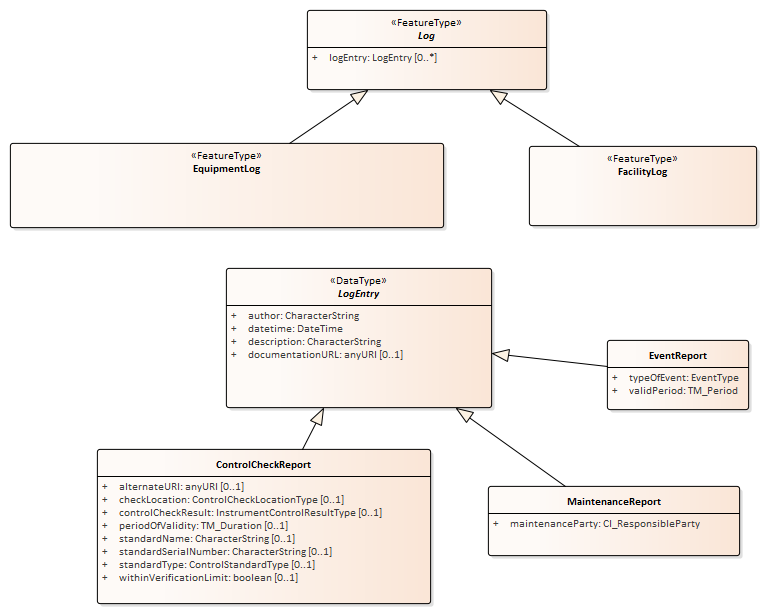 «FeatureType»
Log
+ logEntry: LogEntry [0..*]
«FeatureType»
EquipmentLog
«FeatureType»
FacilityLog
«DataType»
LogEntry
+ author: CharacterString
+ datetime: DateTime
+ description: CharacterString
+ documentationURL: anyURI [0..1]
EventReport
+ typeOfEvent: EventType
+ validPeriod: TM_Period
ControlCheckReport
+ alternateURI: anyURI [0..1]
+ checkLocation: ControlCheckLocationType [0..1]
+ controlCheckResult: InstrumentControlResultType [0..1]
+ periodOfValidity: TM_Duration [0..1]
+ standardName: CharacterString [0..1]
+ standardSerialNumber: CharacterString [0..1]
+ standardType: ControlStandardType [0..1]
+ withinVerificationLimit: boolean [0..1]
MaintenanceReport
+ maintenanceParty: CI_ResponsibleParty